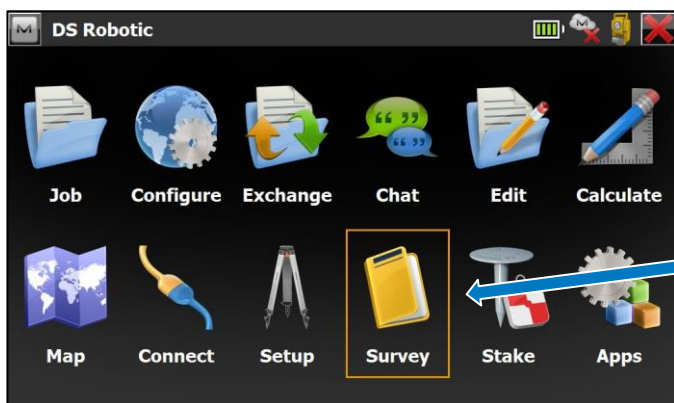 DS Robotic
Job Configure Exchange Chat Edit Calculate
Map Connect Setup Survey Stake Apps